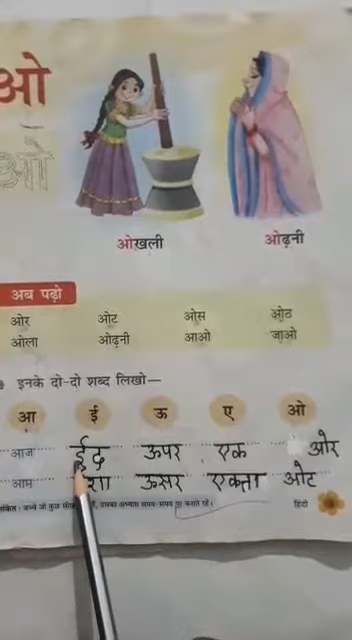 ओ
ओ
ओखली ओढ़नी
अब पढ़ो
ओर ओट ओस ओठ
ओला ओढ़नी आओ जाओ
इनके दो-दो शब्द लिखो—
आ ई ऊ ए ओ
आज ईद ऊपर एक ओर
आम शा ऊसर एकता ओट
हिंदी